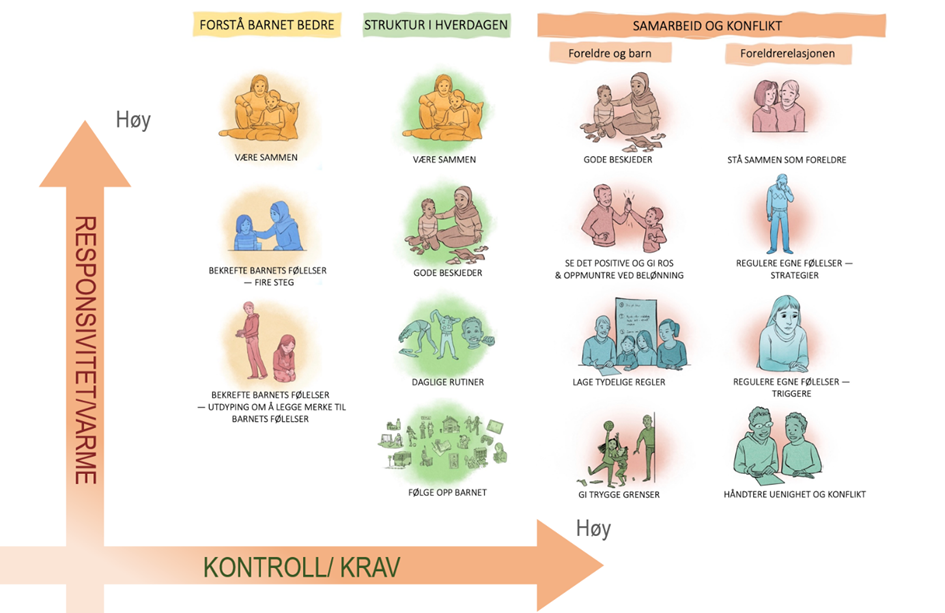 FORSTÅ BARNET BEDRE
STRUKTUR I HVERDAGEN
SAMARBEID OG KONFLIKT
Foreldre og barn
Foreldrerelasjonen
Høy
VÆRE SAMMEN
VÆRE SAMMEN
GODE BESKJEDER
STÅ SAMMEN SOM FORELDRE
BEKREFTE BARNETS FØLELSER
— FIRE STEG
GODE BESKJEDER
SE DET POSITIVE OG GI ROS
& OPPMUNTRE VED BELØNNING
REGULERE EGNE FØLELSER —
STRATEGIER
BEKREFTE BARNETS FØLELSER
— UTDYPING OM Å LEGGE MERKE TIL
BARNETS FØLELSER
DAGLIGE RUTINER
LAGE TYDELIGE REGLER
REGULERE EGNE FØLELSER —
TRIGGERE
FØLGE OPP BARNET
GI TRYGGE GRENSER
HÅNDTERE UENIGHET OG KONFLIKT
RESPONSIVITET/VARME
Høy
KONTROLL/ KRAV